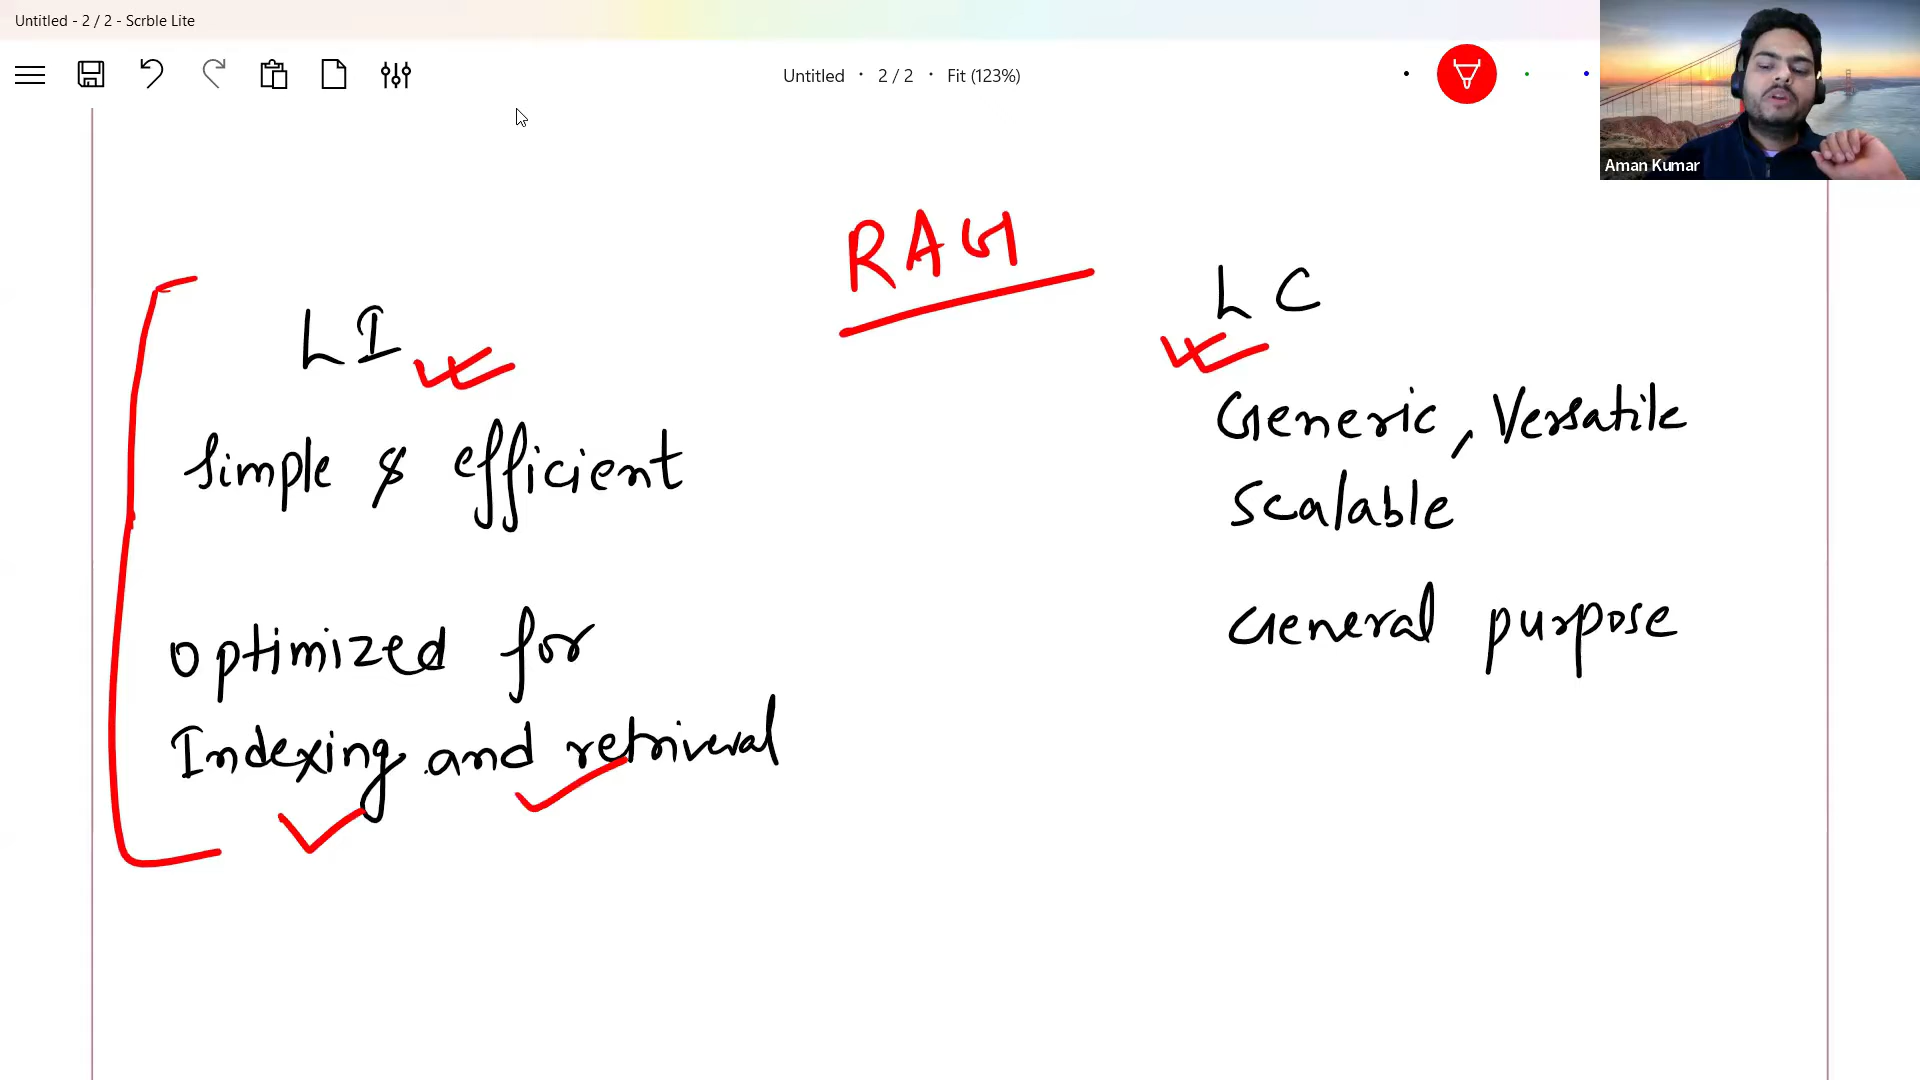 Untitled - 2 / 2 - Scrble Lite
Untitled • 2 / 2 • Fit (123%)
Aman Kumar
RAG
LI
LC
Simple & efficient
Generic, Versatile
Scalable
Optimized for
Indexing and retrieveral
General purpose